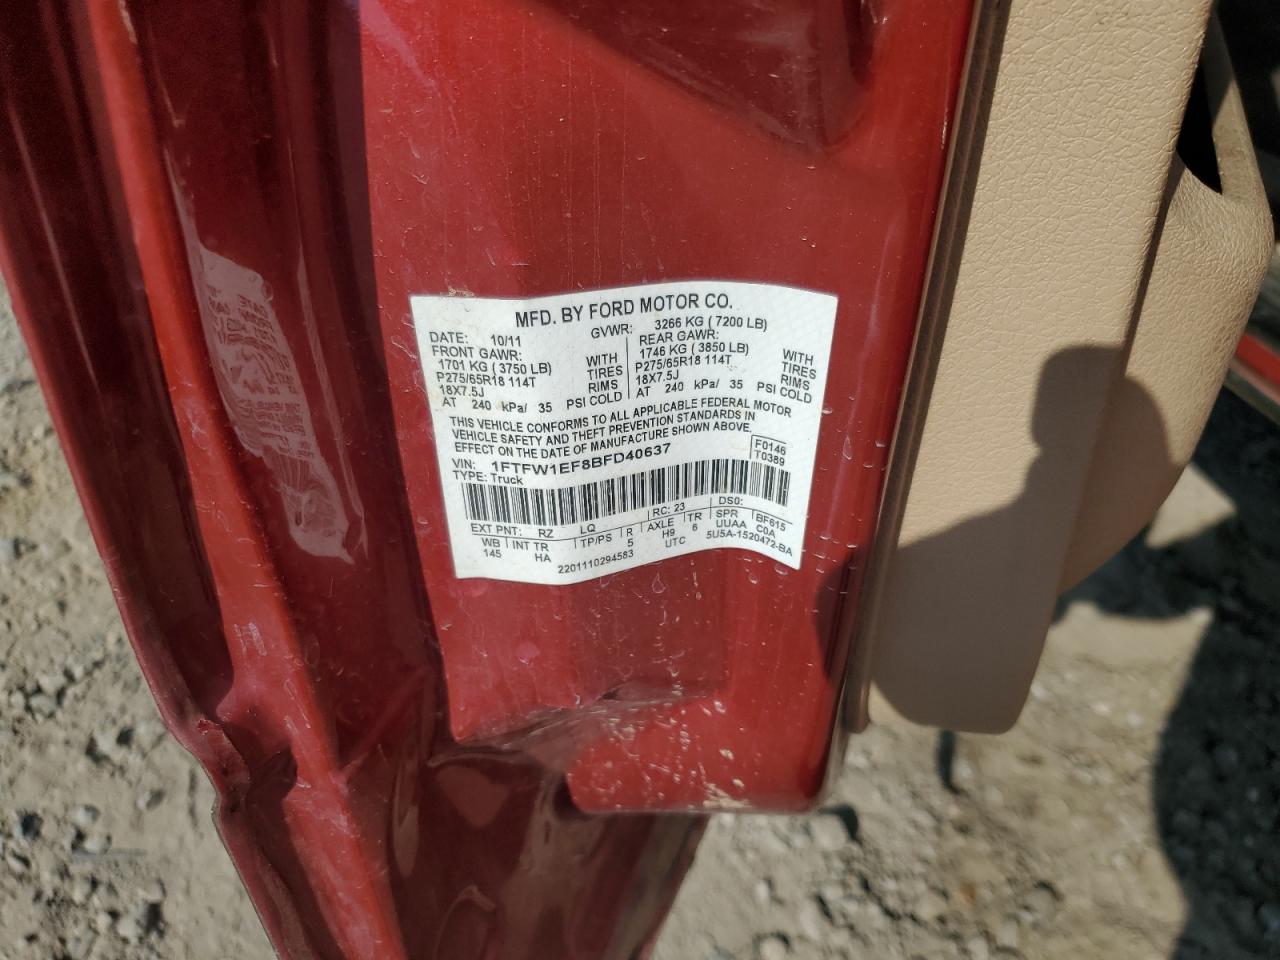 MFD. BY FORD MOTOR CO.
DATE: 10/11 GVWR: 3266 KG ( 7200 LB)
FRONT GAWR: REAR GAWR:
1701 KG ( 3750 LB) WITH 1746 KG ( 3850 LB) WITH
P275/65R18 114T TIRES P275/65R18 114T TIRES
18X7.5J RIMS 18X7.5J RIMS
AT 240 kPa/ 35 PSI COLD AT 240 kPa/ 35 PSI COLD
THIS VEHICLE CONFORMS TO ALL APPLICABLE FEDERAL MOTOR
VEHICLE SAFETY AND THEFT PREVENTION STANDARDS IN
EFFECT ON THE DATE OF MANUFACTURE SHOWN ABOVE.
VIN: 1FTFW1EF8BFD40637 F0146
TYPE: Truck T0389
EXT PNT: RZ LQ RC: 23 DSO:
WB INT TR TP/PS R AXLE TR SPR BF615
145 HA 5 H9 6 UUAA C0A
2201110294583 UTC 5U5A-1520472-BA